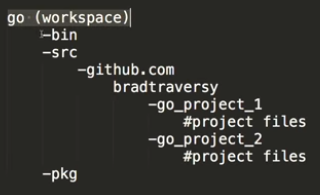 go (workspace)
-bin
-src
-github.com
bradtraversy
-go_project_1
#project files
-go_project_2
#project files
-pkg